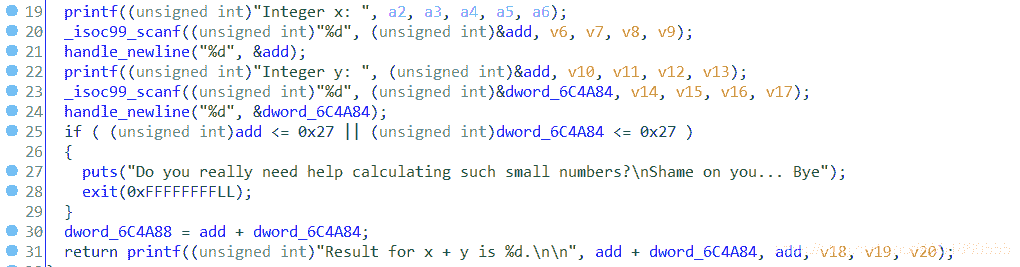 19 printf((unsigned int)"Integer x: ", a2, a3, a4, a5, a6);
20 _isoc99_scanf((unsigned int)"%d", (unsigned int)&add, v6, v7, v8, v9);
21 handle_newline("%d", &add);
22 printf((unsigned int)"Integer y: ", (unsigned int)&add, v10, v11, v12, v13);
23 _isoc99_scanf((unsigned int)"%d", (unsigned int)&dword_6C4A84, v14, v15, v16, v17);
24 handle_newline("%d", &dword_6C4A84);
25 if ( (unsigned int)add <= 0x27 || (unsigned int)dword_6C4A84 <= 0x27 )
26 {
27 puts("Do you really need help calculating such small numbers?\nShame on you... Bye");
28 exit(0xFFFFFFFFLL);
29 }
30 dword_6C4A88 = add + dword_6C4A84;
31 return printf((unsigned int)"Result for x + y is %d.\n\n", add + dword_6C4A84, add, v18, v19, v20);